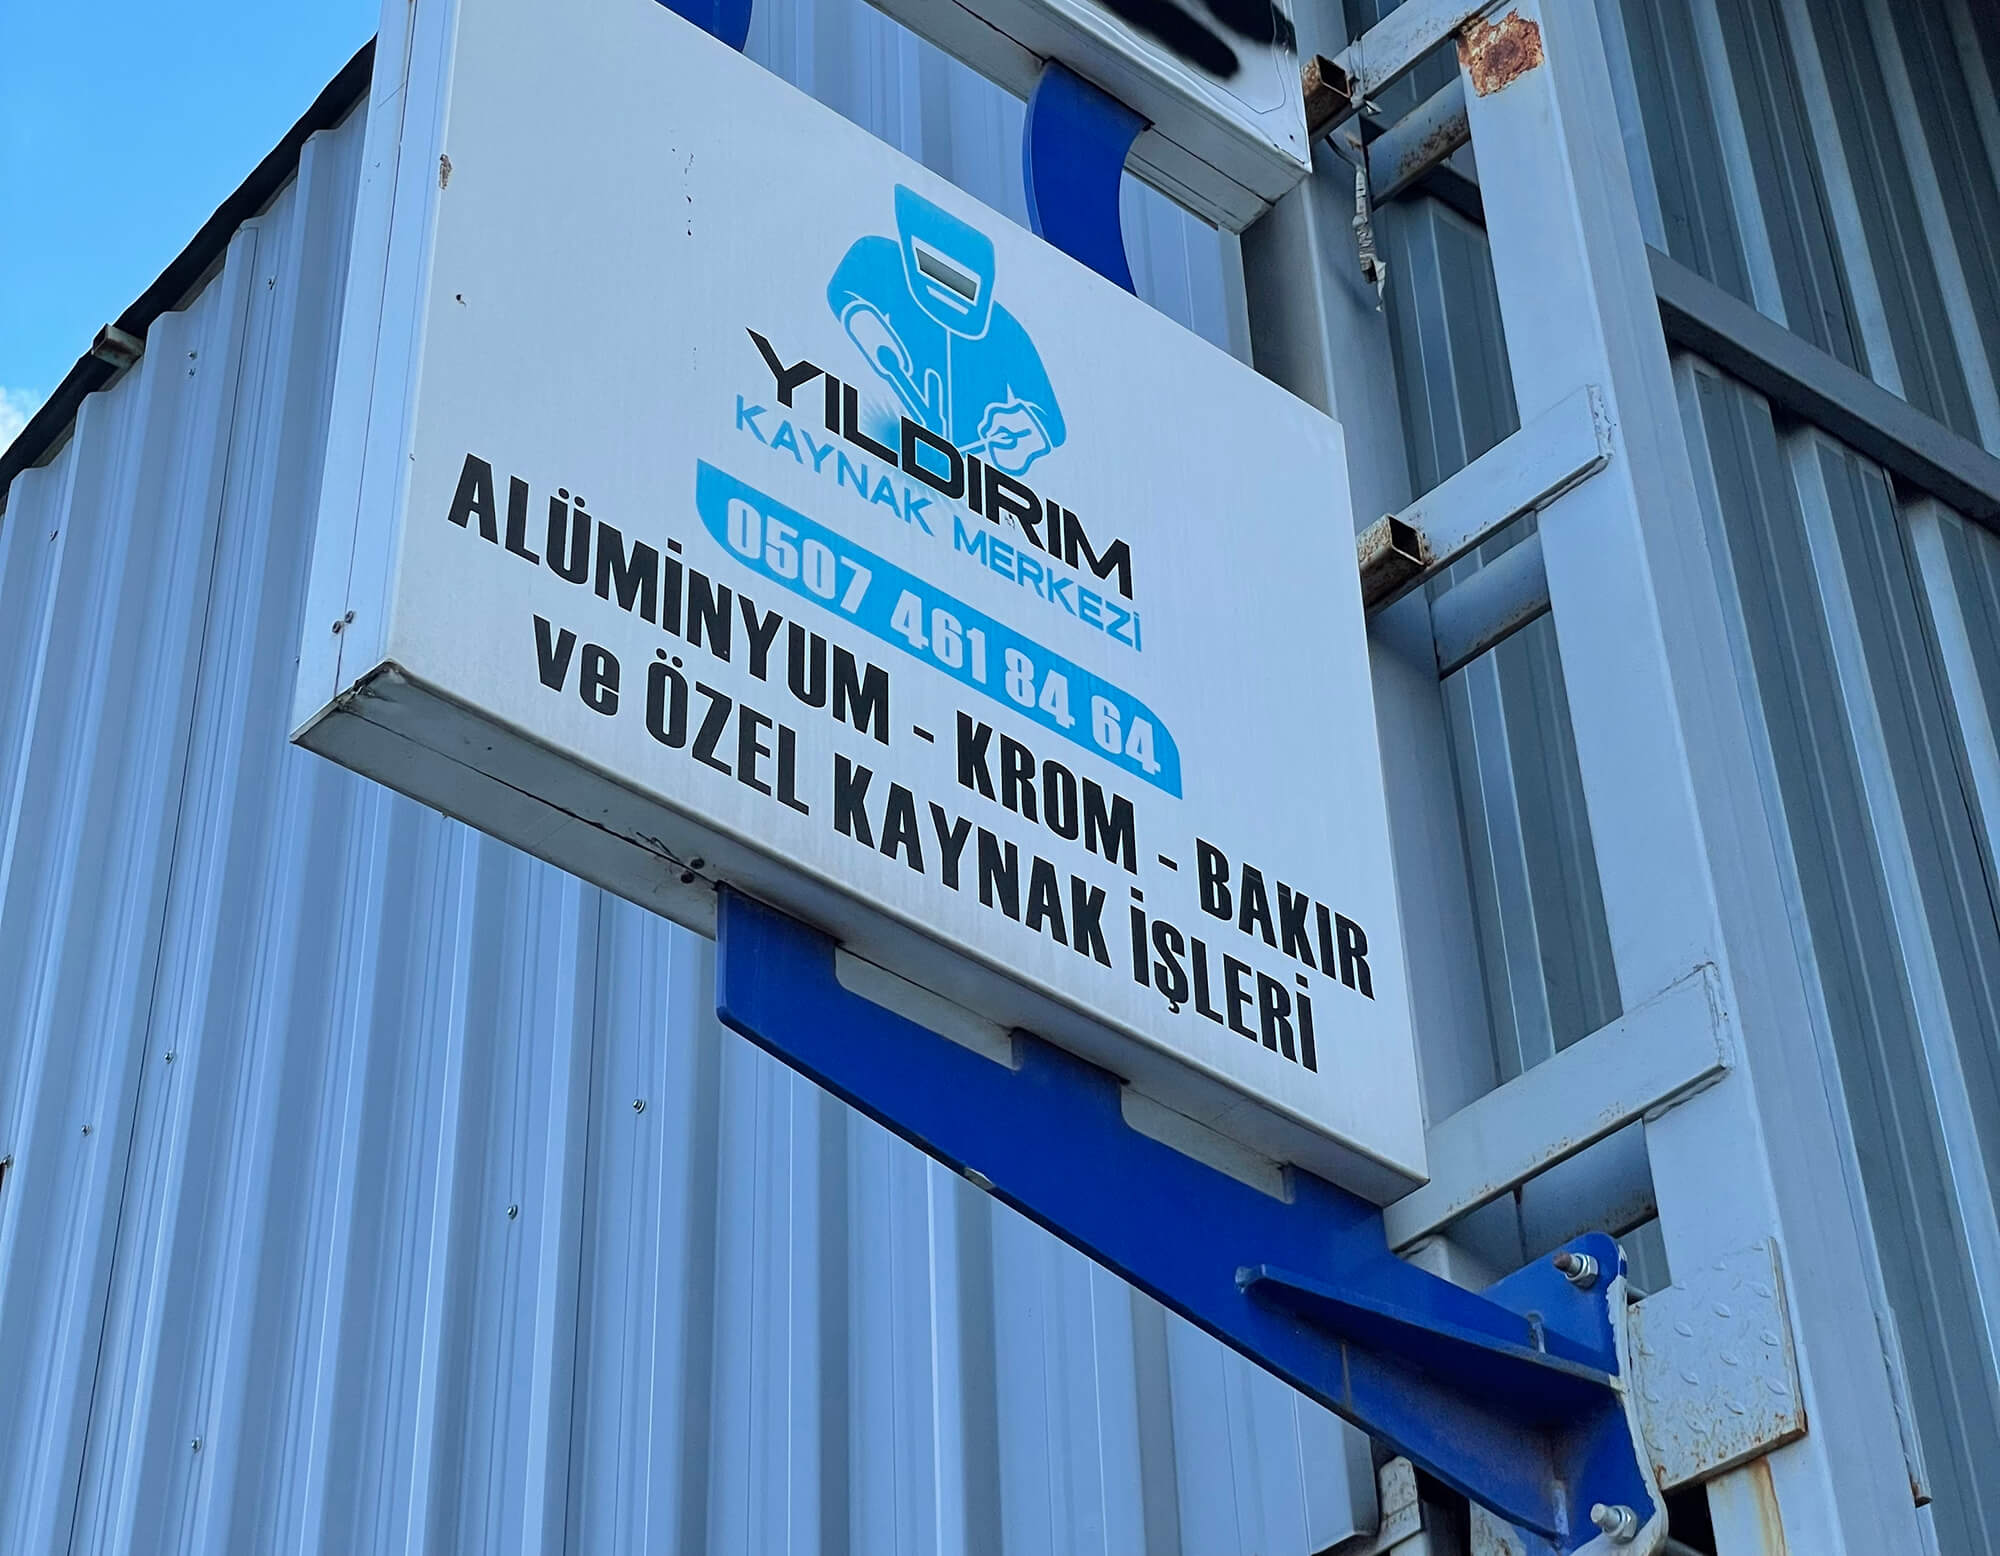 YILDIRIM
KAYNAK MERKEZİ
0507 461 84 64
ALÜMİNYUM - KROM - BAKIR
ve ÖZEL KAYNAK İŞLERİ